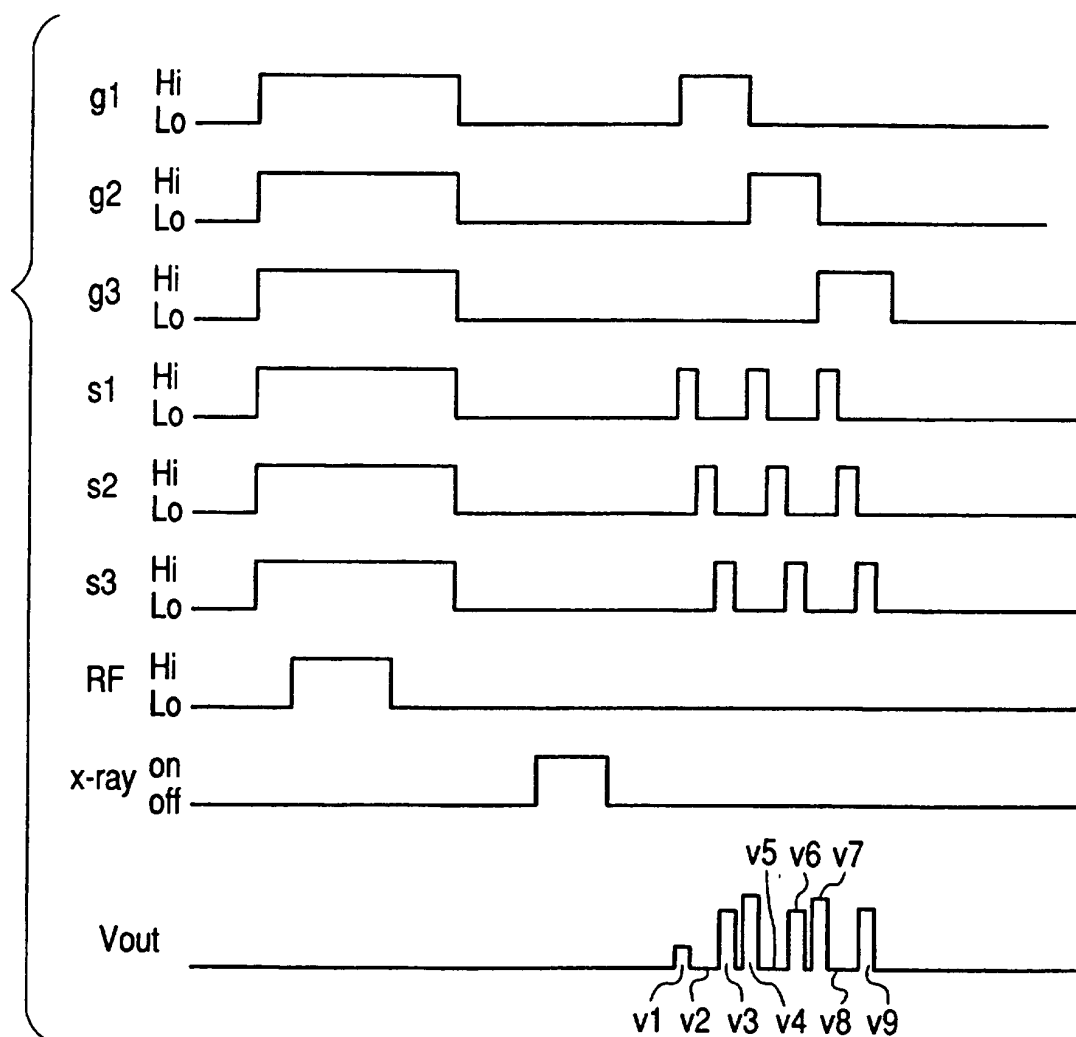 g1 Hi
Lo
g2 Hi
Lo
g3 Hi
Lo
s1 Hi
Lo
s2 Hi
Lo
s3 Hi
Lo
RF Hi
Lo
x-ray on
off
v5 v6 v7
Vout
v1 v2 v3 v4 v8 v9